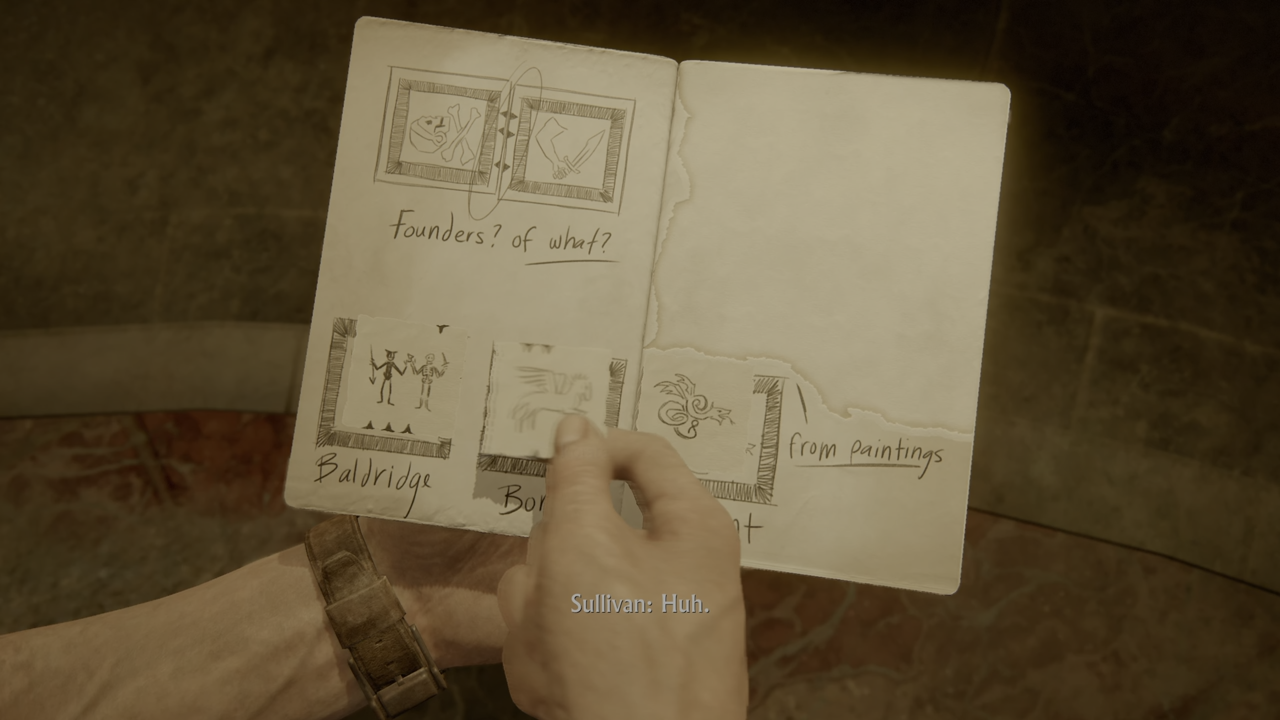 Founders? of what?
from paintings
Baldridge
Sullivan: Huh.